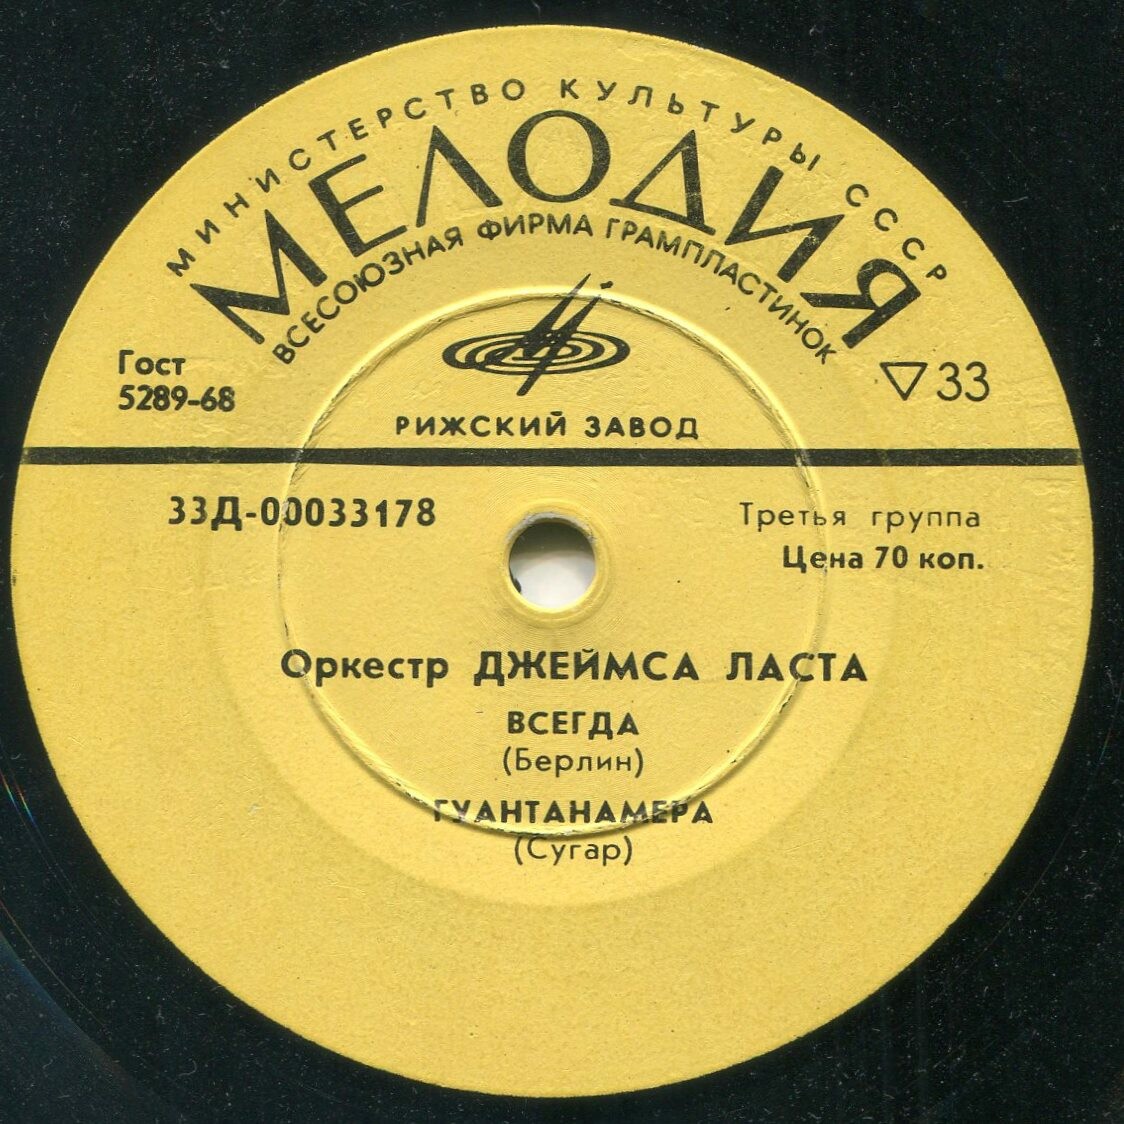 МИНИСТЕРСТВО КУЛЬТУРЫ СССР
МЕЛОДИЯ
ВСЕСОЮЗНАЯ ФИРМА ГРАМПЛАСТИНОК
Гост
5289-68
33
РИЖСКИЙ ЗАВОД
33Д-00033178
Третья группа
Цена 70 коп.
Оркестр ДЖЕЙМСА ЛАСТА
ВСЕГДА
(Берлин)
ГУАНТАНАМЕРА
(Сугар)